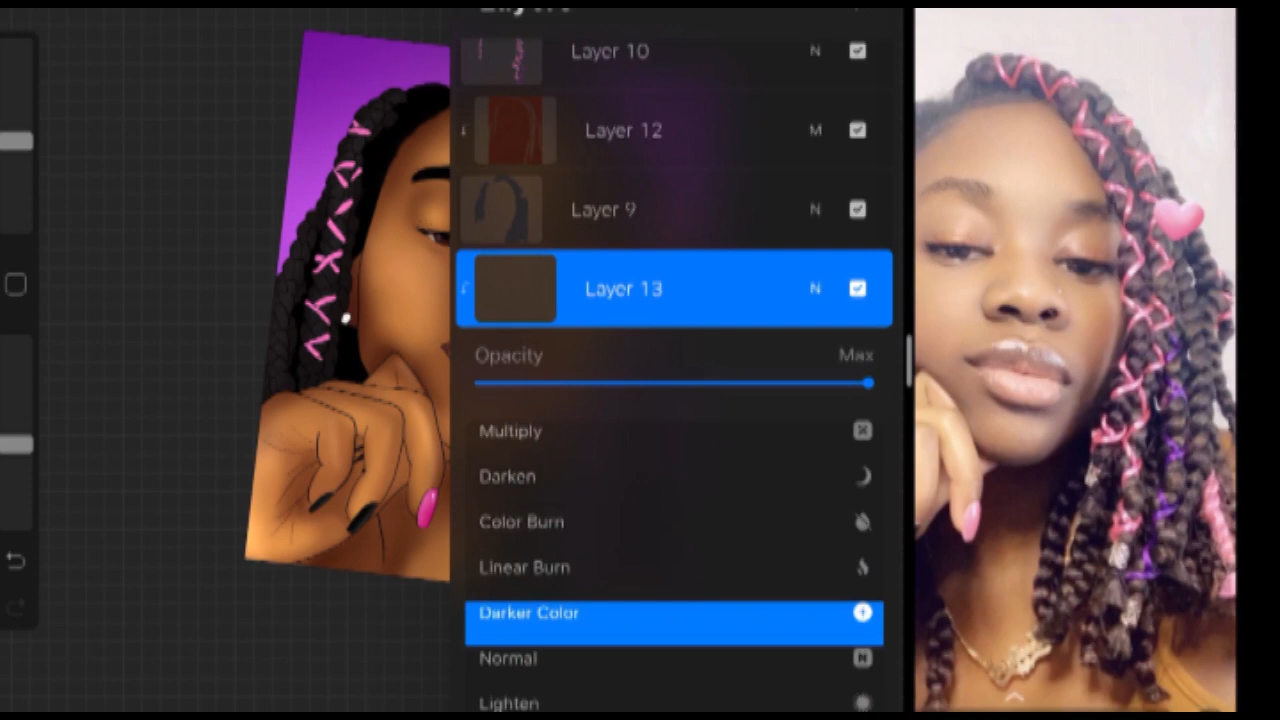 Layer 10 N
Layer 12 M
Layer 9 N
Layer 13 N
Opacity Max
Multiply
Darken
Color Burn
Linear Burn
Darker Color
Normal N
Lighten